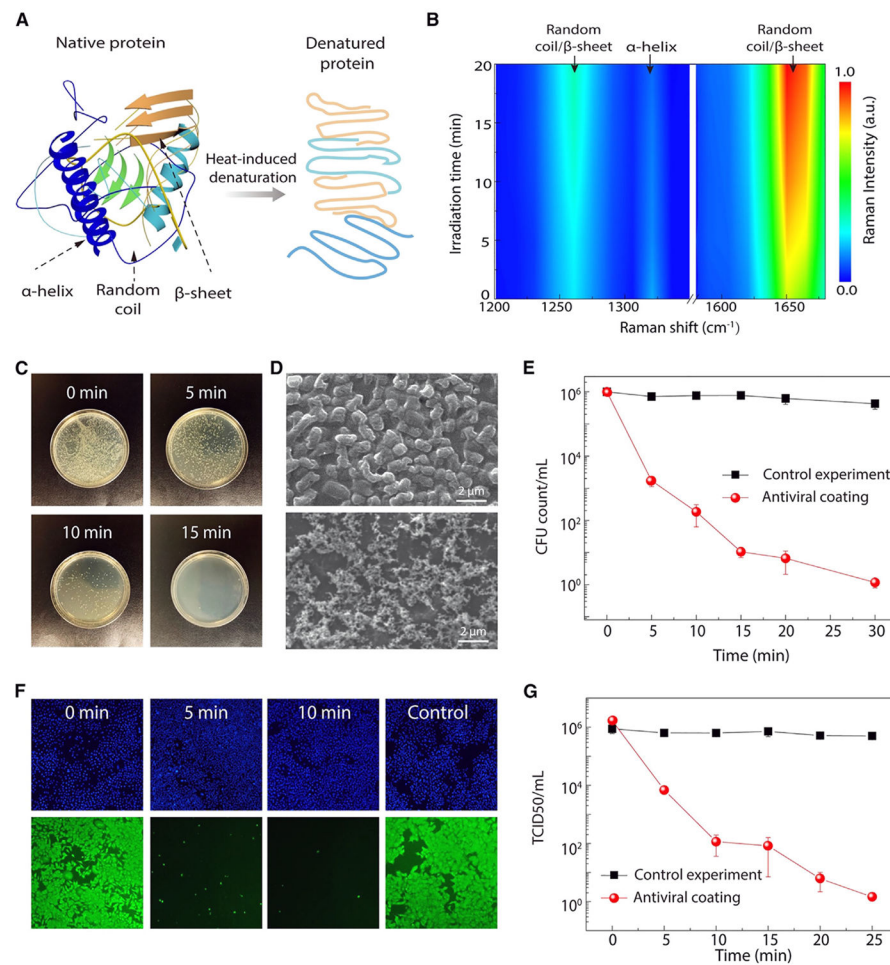 A
Native protein
Denatured
protein
Heat-induced
denaturation
α-helix
Random
coil
β-sheet
B
Random
coil/β-sheet
α-helix
Random
coil/β-sheet
Irradiation time (min)
20
15
10
5
0
1200
1300
1600
1650
Raman shift (cm⁻¹)
1.0
0.0
Raman Intensity (a.u.)
C
0 min
5 min
10 min
15 min
D
2 μm
2 μm
E
CFU count/mL
10⁶
10⁴
10²
10⁰
Control experiment
Antiviral coating
0
5
10
15
20
25
30
Time (min)
F
0 min
5 min
10 min
Control
G
TCID50/mL
10⁶
10⁴
10²
10⁰
Control experiment
Antiviral coating
0
5
10
15
20
25
Time (min)